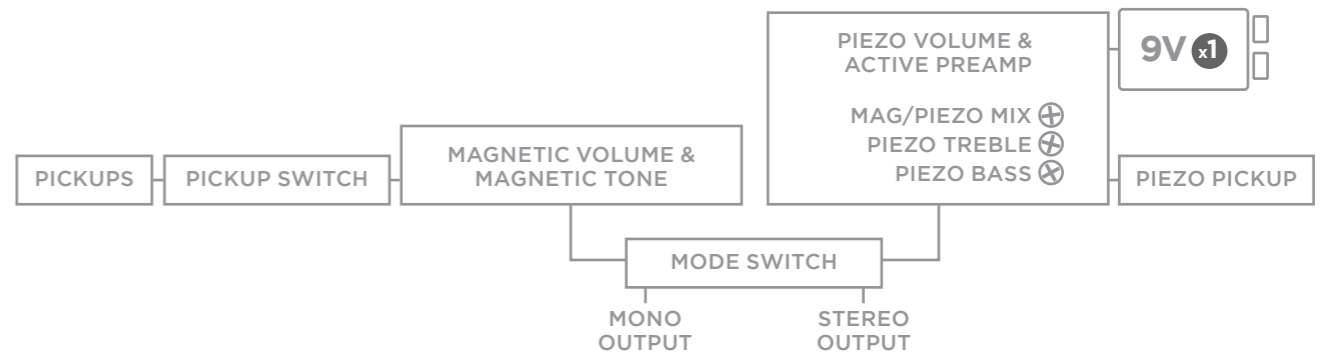 PIEZO VOLUME &
ACTIVE PREAMP
9V x1
MAG/PIEZO MIX
PIEZO TREBLE
PIEZO BASS
PICKUPS
PICKUP SWITCH
MAGNETIC VOLUME &
MAGNETIC TONE
PIEZO PICKUP
MODE SWITCH
MONO
OUTPUT
STEREO
OUTPUT